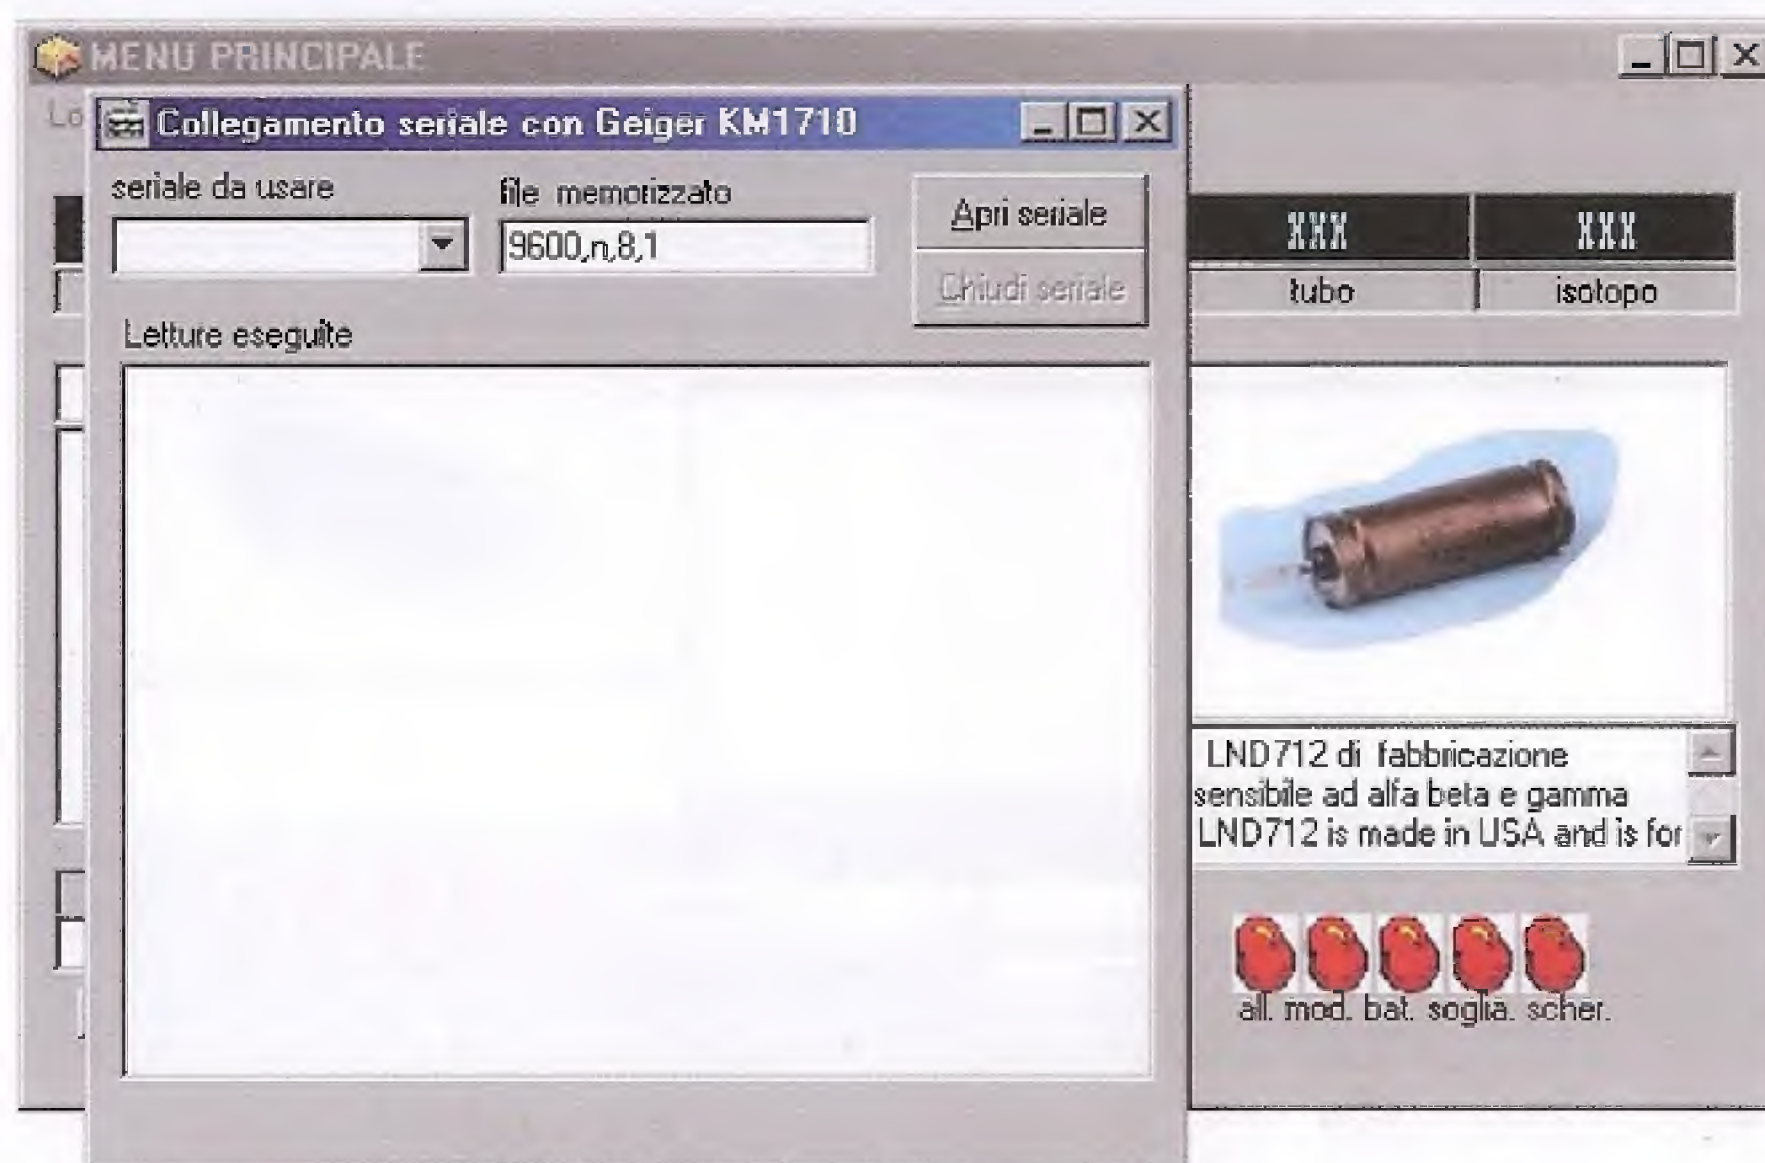 MENU PRINCIPALE
Lo
Collegamento seriale con Geiger KM1710
seriale da usare
file memorizzato
9600,n,8,1
Apri seriale
Chiudi seriale
Letture eseguite
XXX XXX
tubo isotopo
LND712 di fabbricazione
sensibile ad alfa beta e gamma
LND712 is made in USA and is for
all. mod. bat. soglia. scher.